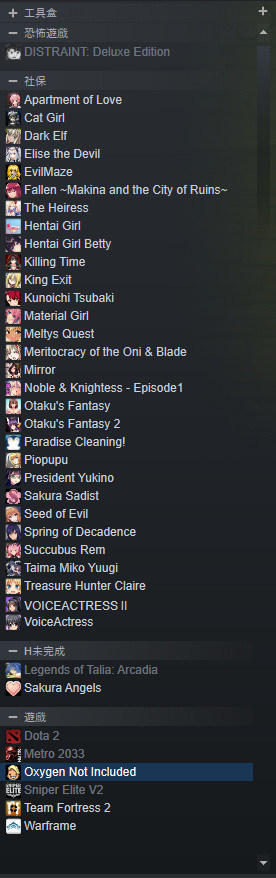 工具盒
恐怖遊戲
DISTRAINT: Deluxe Edition
社保
Apartment of Love
Cat Girl
Dark Elf
Elise the Devil
EvilMaze
Fallen ~Makina and the City of Ruins~
The Heiress
Hentai Girl
Hentai Girl Betty
Killing Time
King Exit
Kunoichi Tsubaki
Material Girl
Meltys Quest
Meritocracy of the Oni & Blade
Mirror
Noble & Knightess - Episode1
Otaku's Fantasy
Otaku's Fantasy 2
Paradise Cleaning!
Piopupu
President Yukino
Sakura Sadist
Seed of Evil
Spring of Decadence
Succubus Rem
Taima Miko Yuugi
Treasure Hunter Claire
VOICEACTRESSⅡ
VoiceActress
H未完成
Legends of Talia: Arcadia
Sakura Angels
遊戲
Dota 2
Metro 2033
Oxygen Not Included
Sniper Elite V2
Team Fortress 2
Warframe